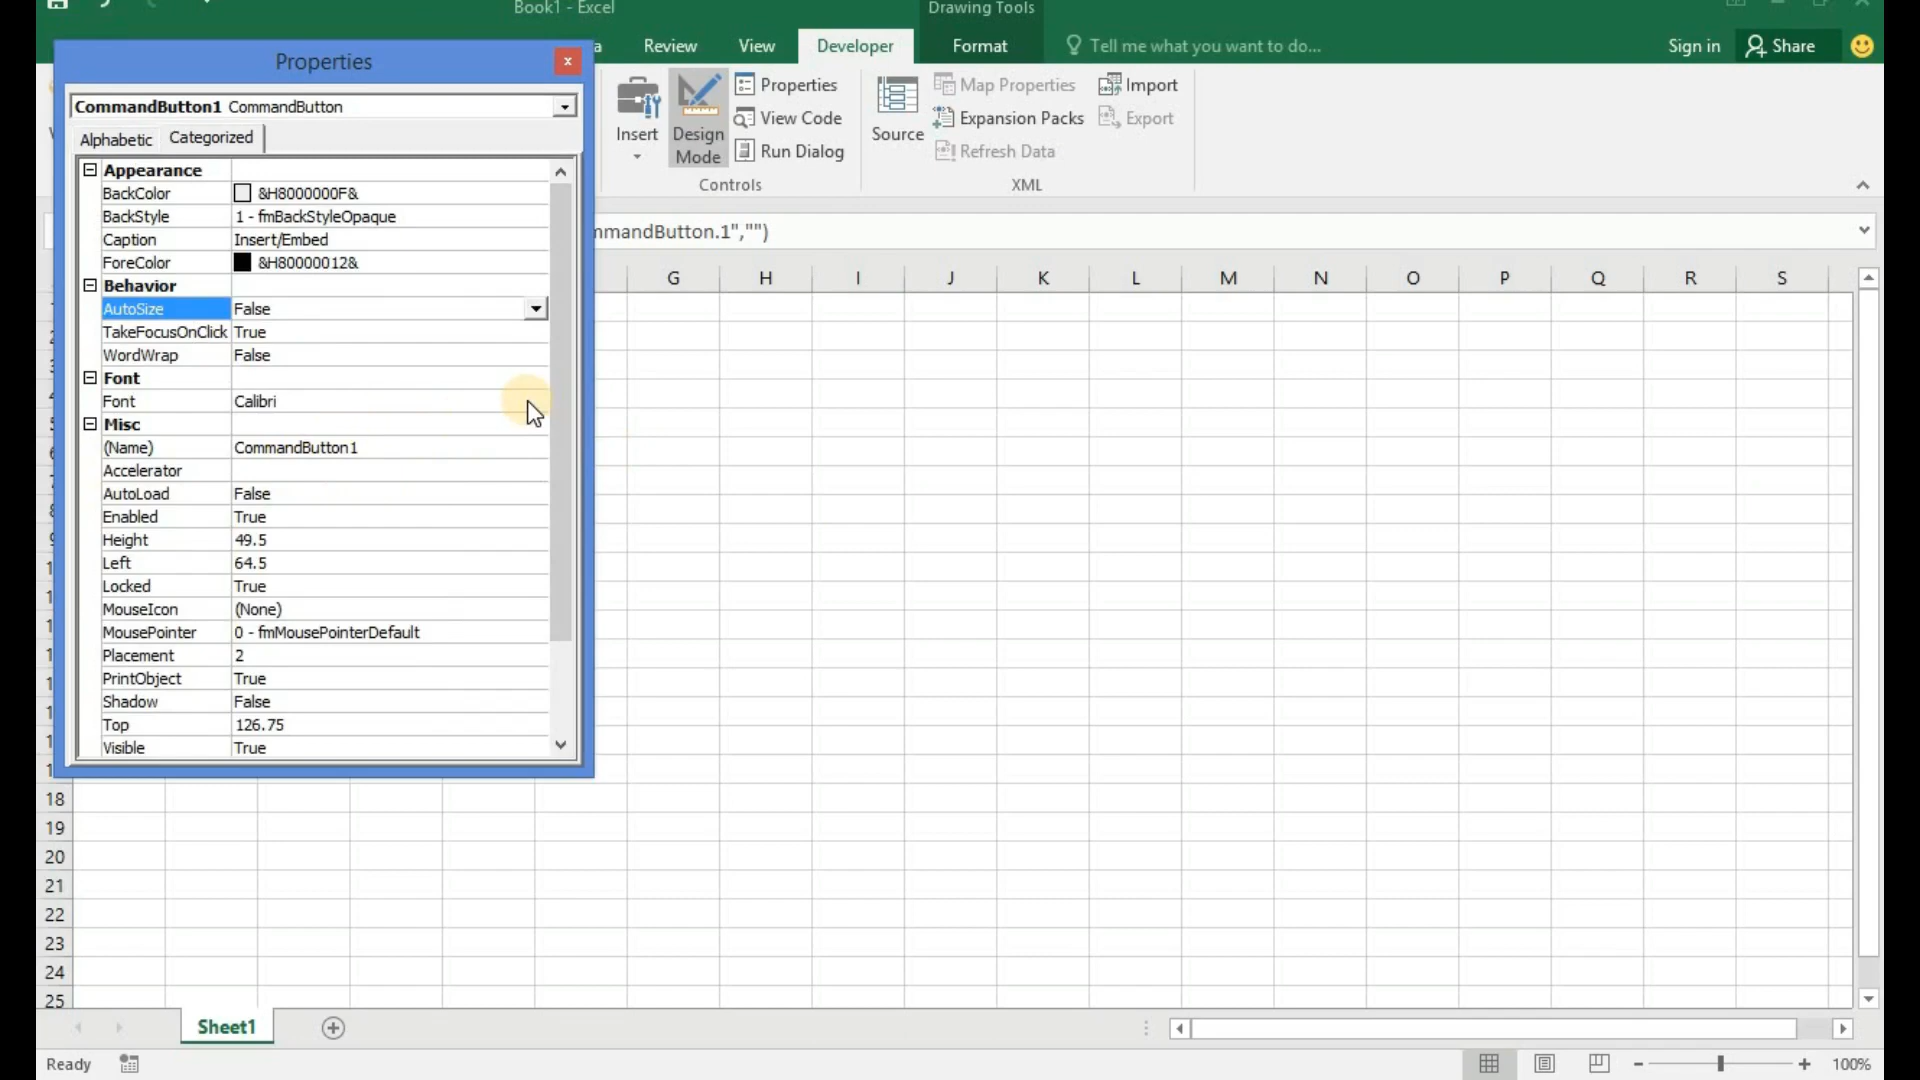 Book1 - Excel
Drawing Tools
Review
View
Developer
Format
Tell me what you want to do...
Sign in
Share
Properties
CommandButton1 CommandButton
Alphabetic
Categorized
Appearance
BackColor &H8000000F&
BackStyle 1 - fmBackStyleOpaque
Caption Insert/Embed
ForeColor &H80000012&
Behavior
AutoSize False
TakeFocusOnClick True
WordWrap False
Font
Font Calibri
Misc
(Name) CommandButton1
Accelerator
AutoLoad False
Enabled True
Height 49.5
Left 64.5
Locked True
MouseIcon (None)
MousePointer 0 - fmMousePointerDefault
Placement 2
PrintObject True
Shadow False
Top 126.75
Visible True
Insert
Design
Mode
Properties
View Code
Run Dialog
Controls
Source
Map Properties
Expansion Packs
Refresh Data
Import
Export
XML
mmandButton.1","")
G H I J K L M N O P Q R S
18
19
20
21
22
23
24
25
Sheet1
Ready
100%